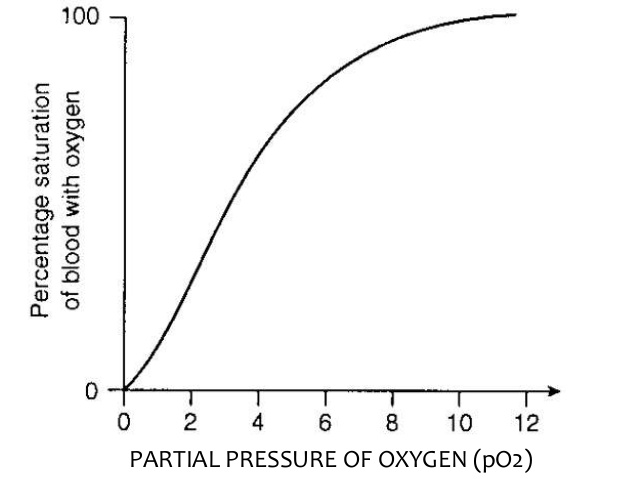 100
Percentage saturation
of blood with oxygen
0
0 2 4 6 8 10 12
PARTIAL PRESSURE OF OXYGEN (pO2)